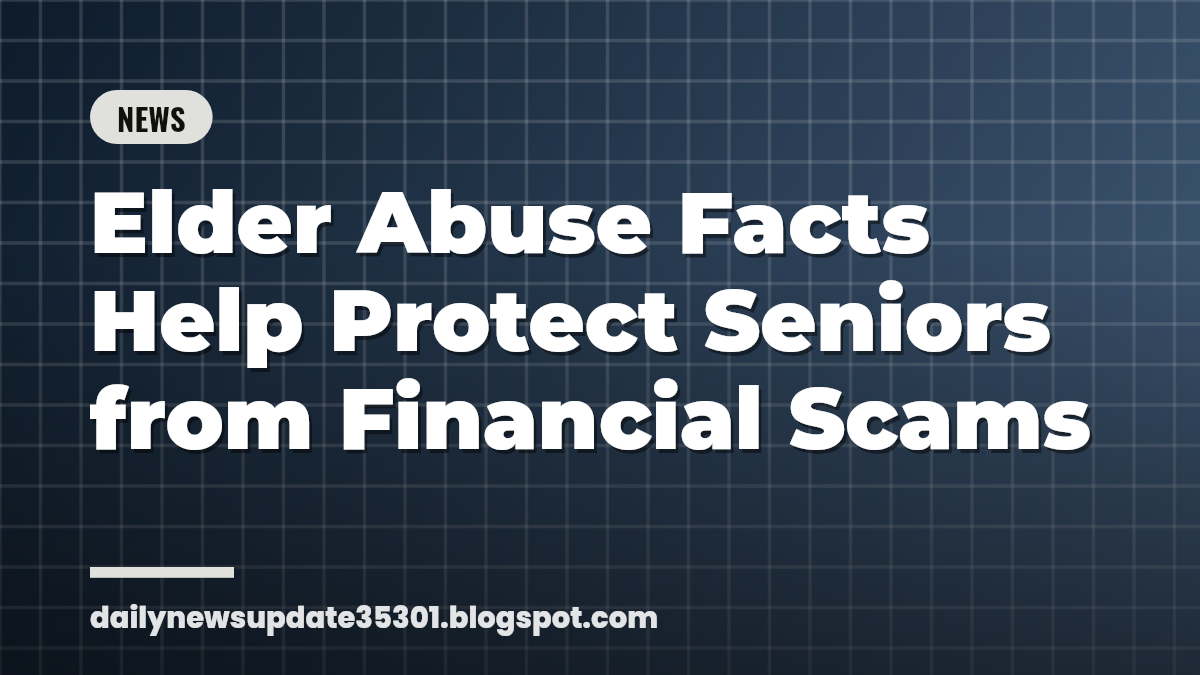 NEWS
Elder Abuse Facts
Help Protect Seniors
from Financial Scams
dailynewsupdate35301.blogspot.com